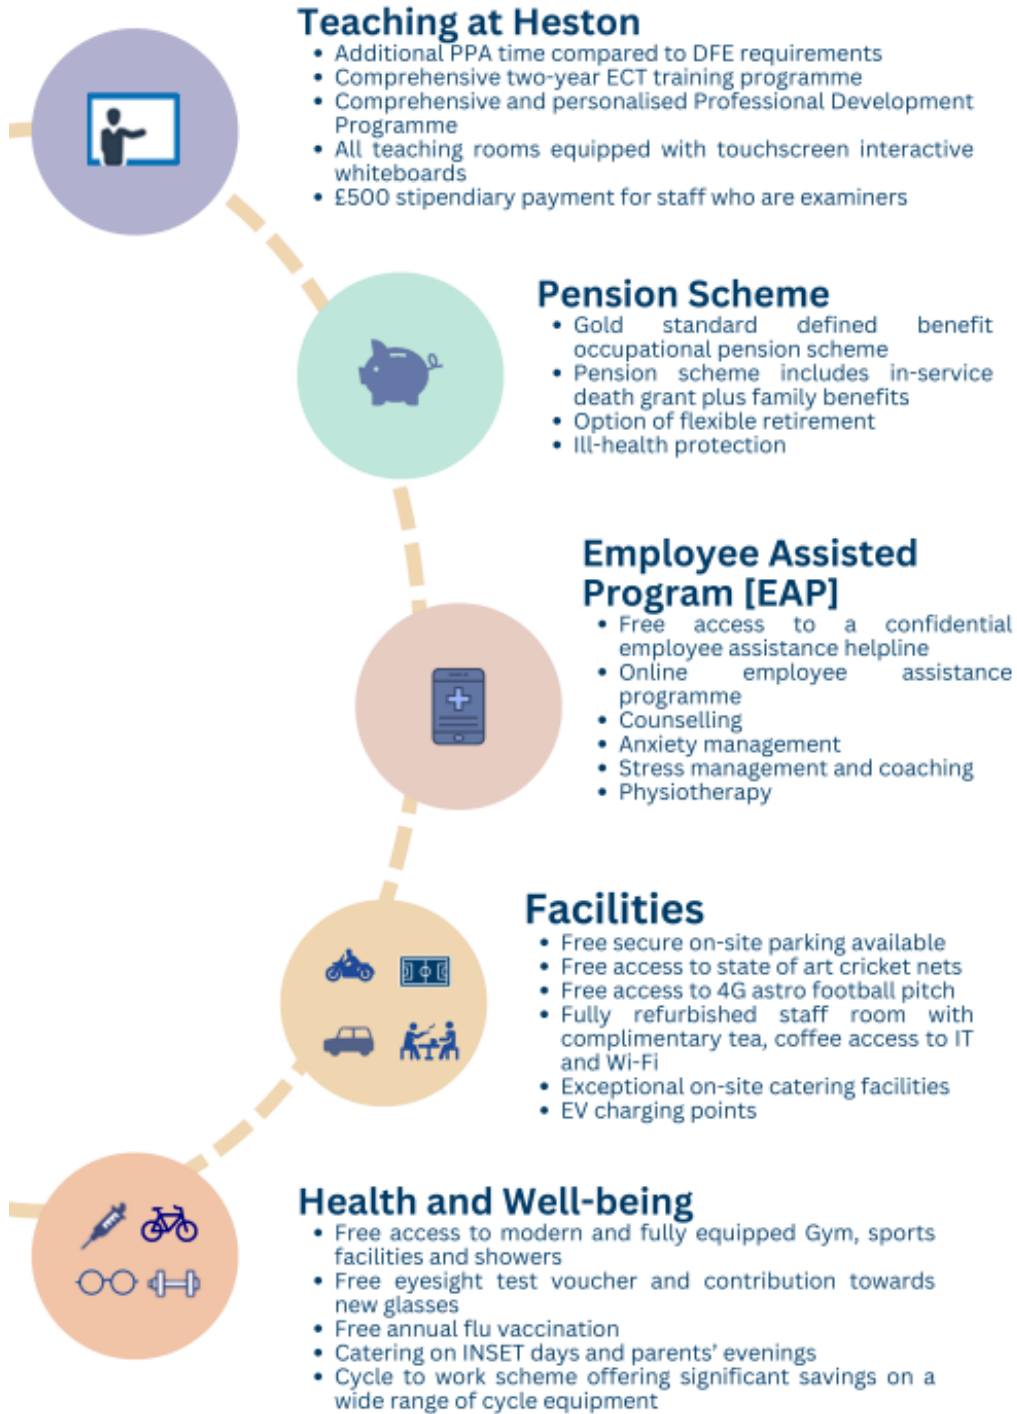 Teaching at Heston
• Additional PPA time compared to DFE requirements
• Comprehensive two-year ECT training programme
• Comprehensive and personalised Professional Development
Programme
• All teaching rooms equipped with touchscreen interactive
whiteboards
• £500 stipendiary payment for staff who are examiners
Pension Scheme
• Gold standard defined benefit
occupational pension scheme
• Pension scheme includes in-service
death grant plus family benefits
• Option of flexible retirement
• Ill-health protection
Employee Assisted
Program [EAP]
• Free access to a confidential
employee assistance helpline
• Online employee assistance
programme
• Counselling
• Anxiety management
• Stress management and coaching
• Physiotherapy
Facilities
• Free secure on-site parking available
• Free access to state of art cricket nets
• Free access to 4G astro football pitch
• Fully refurbished staff room with
complimentary tea, coffee access to IT
and Wi-Fi
• Exceptional on-site catering facilities
• EV charging points
Health and Well-being
• Free access to modern and fully equipped Gym, sports
facilities and showers
• Free eyesight test voucher and contribution towards
new glasses
• Free annual flu vaccination
• Catering on INSET days and parents’ evenings
• Cycle to work scheme offering significant savings on a
wide range of cycle equipment